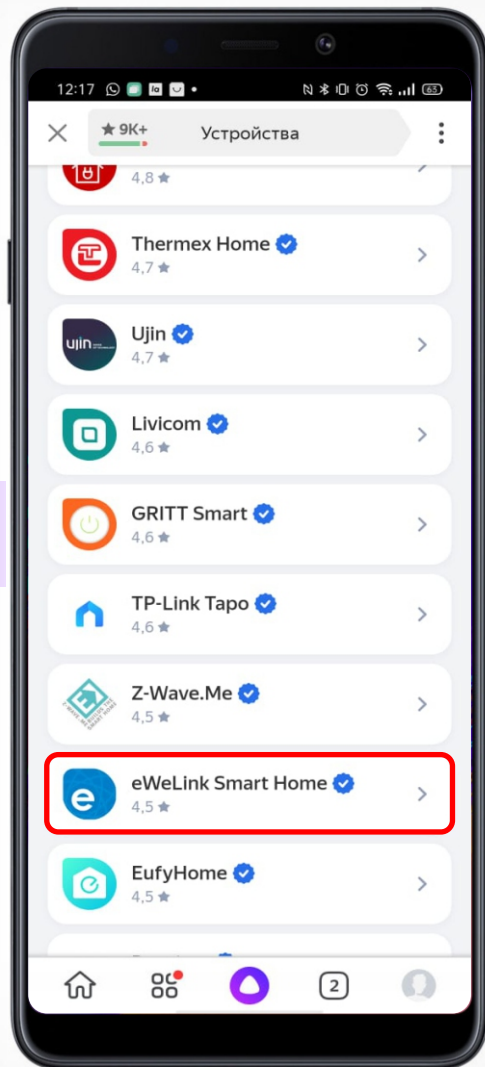 12:17
63
9K+
Устройства
4,8
Thermex Home
4,7
ujin
Ujin
4,7
Livicom
4,6
GRITT Smart
4,6
TP-Link Tapo
4,6
Z-Wave.Me
4,5
e
eWeLink Smart Home
4,5
EufyHome
4,5
2